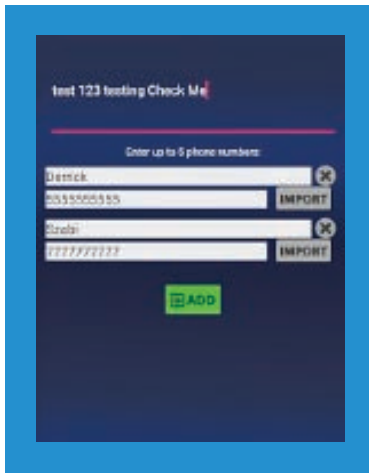 test 123 testing Check Me
Enter up to 5 phone numbers
Derrick
5555555555
IMPORT
Szabi
7777777777
IMPORT
ADD